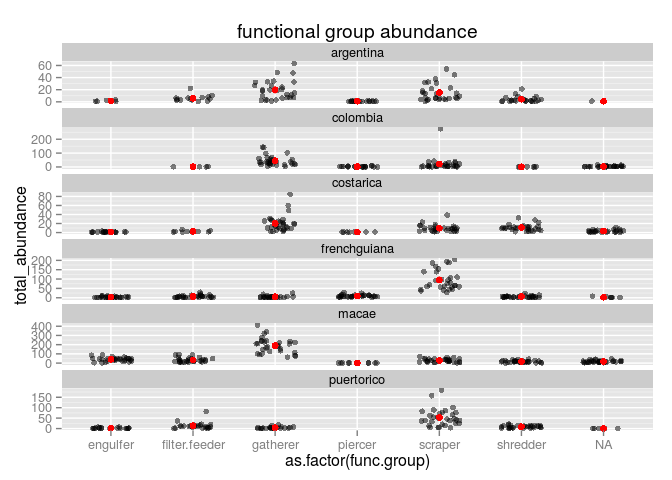 functional group abundance
argentina
60
40
20
0
colombia
200
100
0
costarica
80
60
40
20
0
frenchguiana
200
150
100
50
0
macae
400
300
200
100
0
puertorico
150
100
50
0
total_abundance
engulfer filter.feeder gatherer piercer scraper shredder NA
as.factor(func.group)